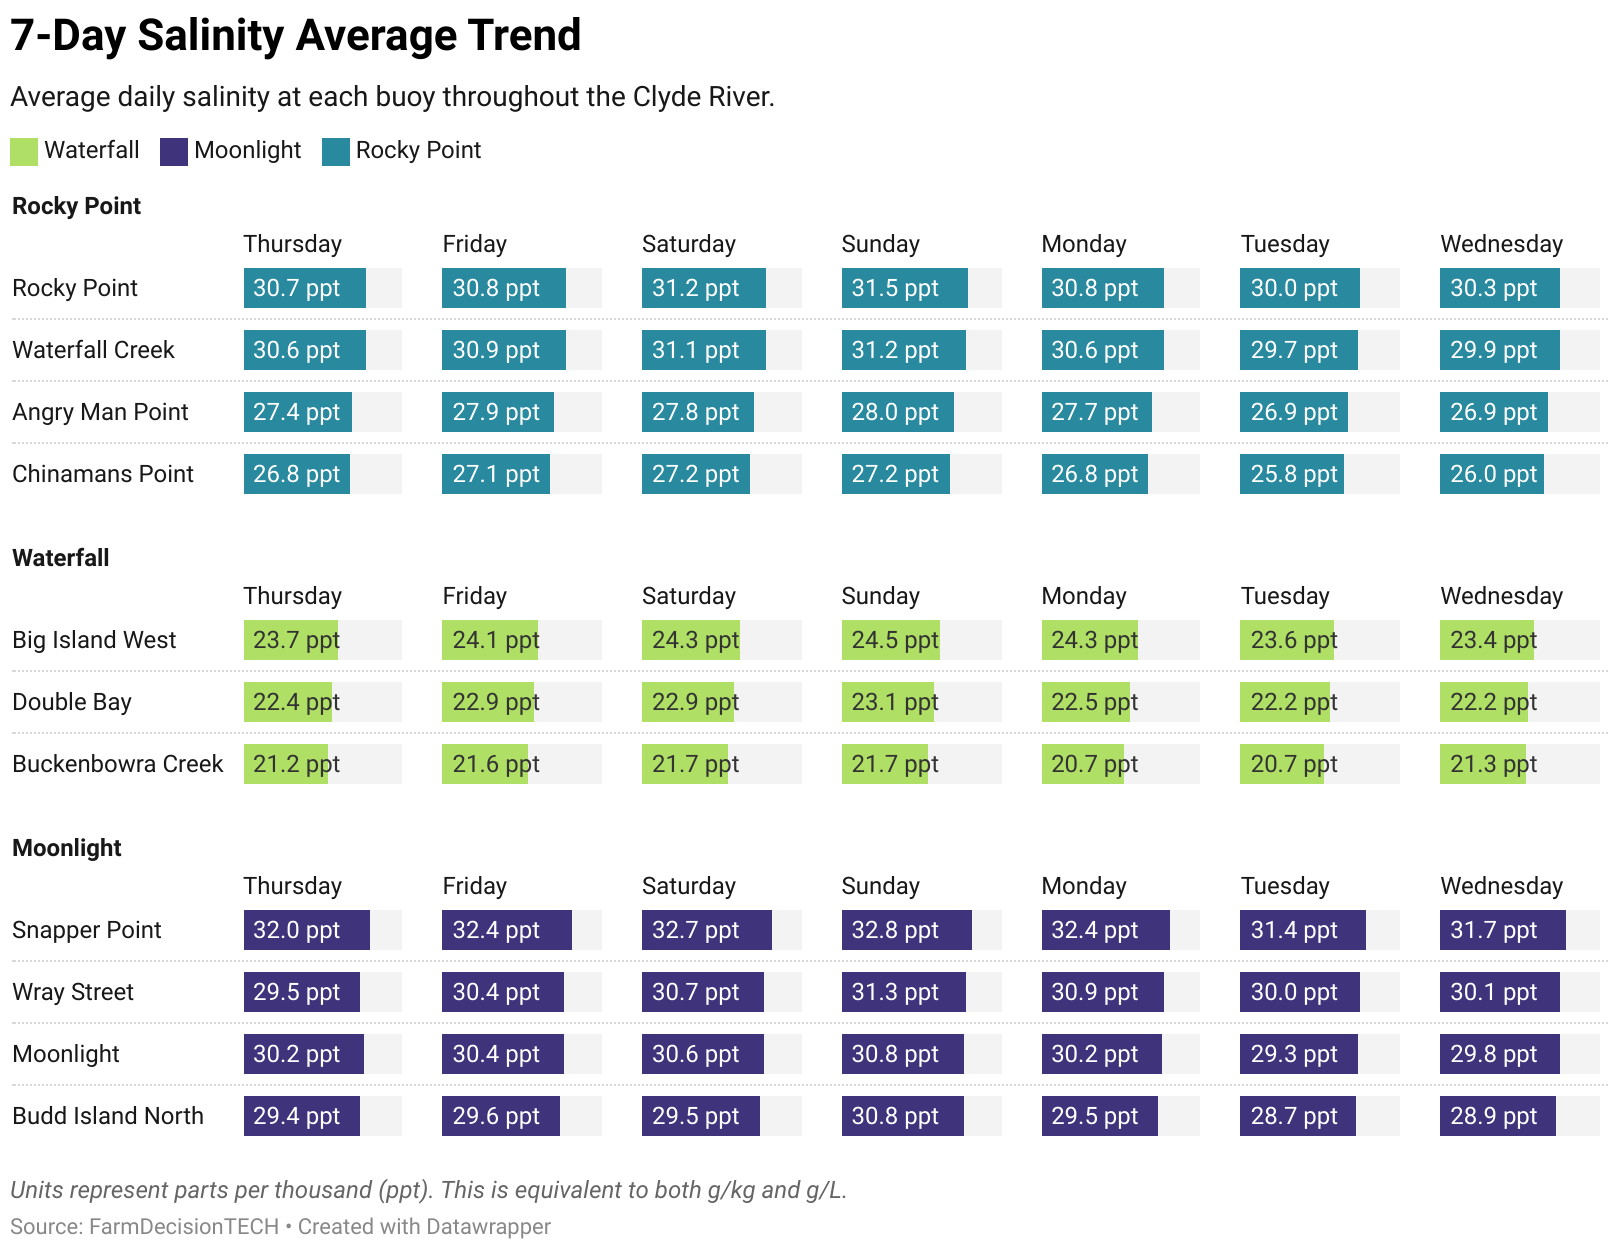 7-Day Salinity Average Trend
Average daily salinity at each buoy throughout the Clyde River.
Waterfall Moonlight Rocky Point
Rocky Point
Thursday Friday Saturday Sunday Monday Tuesday Wednesday
Rocky Point 30.7 ppt 30.8 ppt 31.2 ppt 31.5 ppt 30.8 ppt 30.0 ppt 30.3 ppt
Waterfall Creek 30.6 ppt 30.9 ppt 31.1 ppt 31.2 ppt 30.6 ppt 29.7 ppt 29.9 ppt
Angry Man Point 27.4 ppt 27.9 ppt 27.8 ppt 28.0 ppt 27.7 ppt 26.9 ppt 26.9 ppt
Chinamans Point 26.8 ppt 27.1 ppt 27.2 ppt 27.2 ppt 26.8 ppt 25.8 ppt 26.0 ppt
Waterfall
Thursday Friday Saturday Sunday Monday Tuesday Wednesday
Big Island West 23.7 ppt 24.1 ppt 24.3 ppt 24.5 ppt 24.3 ppt 23.6 ppt 23.4 ppt
Double Bay 22.4 ppt 22.9 ppt 22.9 ppt 23.1 ppt 22.5 ppt 22.2 ppt 22.2 ppt
Buckenbowra Creek 21.2 ppt 21.6 ppt 21.7 ppt 21.7 ppt 20.7 ppt 20.7 ppt 21.3 ppt
Moonlight
Thursday Friday Saturday Sunday Monday Tuesday Wednesday
Snapper Point 32.0 ppt 32.4 ppt 32.7 ppt 32.8 ppt 32.4 ppt 31.4 ppt 31.7 ppt
Wray Street 29.5 ppt 30.4 ppt 30.7 ppt 31.3 ppt 30.9 ppt 30.0 ppt 30.1 ppt
Moonlight 30.2 ppt 30.4 ppt 30.6 ppt 30.8 ppt 30.2 ppt 29.3 ppt 29.8 ppt
Budd Island North 29.4 ppt 29.6 ppt 29.5 ppt 30.8 ppt 29.5 ppt 28.7 ppt 28.9 ppt
Units represent parts per thousand (ppt). This is equivalent to both g/kg and g/L.
Source: FarmDecisionTECH • Created with Datawrapper